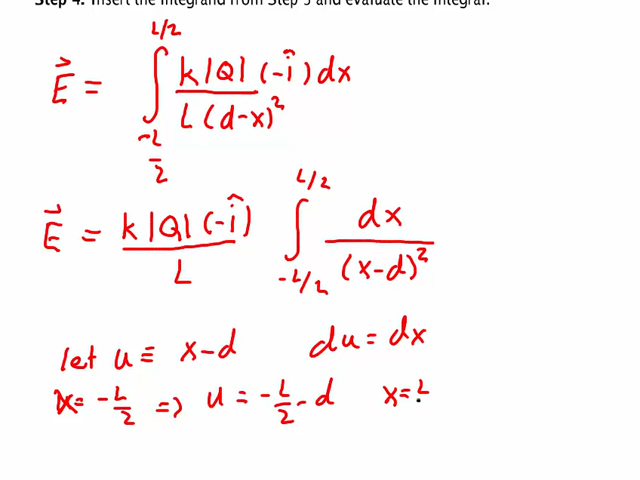 Step 4. Insert the Integrand from Step 3 and evaluate the Integral.
E⃗ = ∫_{-L/2}^{L/2} k|Q|(-î)dx / L(d-x)²
E⃗ = k|Q|(-î) / L ∫_{-L/2}^{L/2} dx / (x-d)²
let u ≡ x-d du = dx
x = -L/2 ⇒ u = -L/2 - d x = L